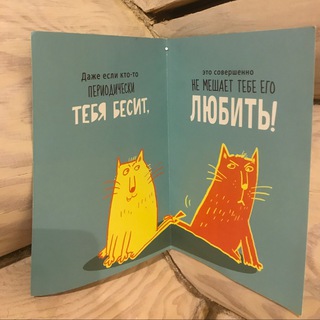 Даже если кто-то
ПЕРИОДИЧЕСКИ
ТЕБЯ БЕСИТ,
это совершенно
НЕ МЕШАЕТ ТЕБЕ ЕГО
ЛЮБИТЬ!